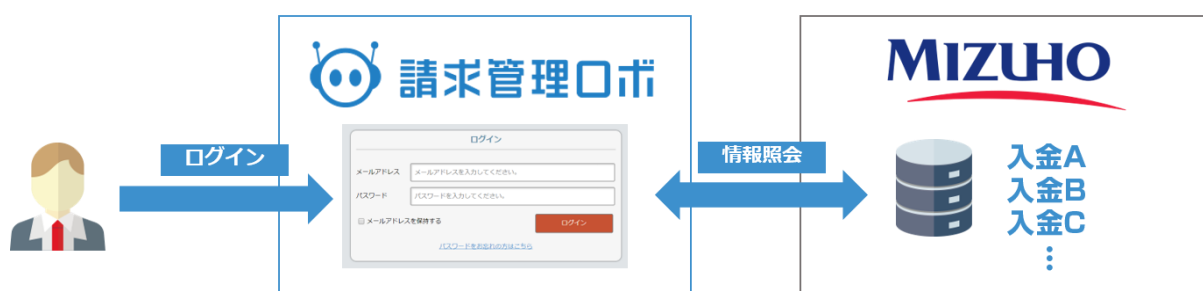 ログイン
請求管理ロボ
ログイン
メールアドレス
メールアドレスを入力してください。
パスワード
パスワードを入力してください。
メールアドレスを保持する
ログイン
パスワードをお忘れの方はこちら
情報照会
MIZUHO
入金A
入金B
入金C